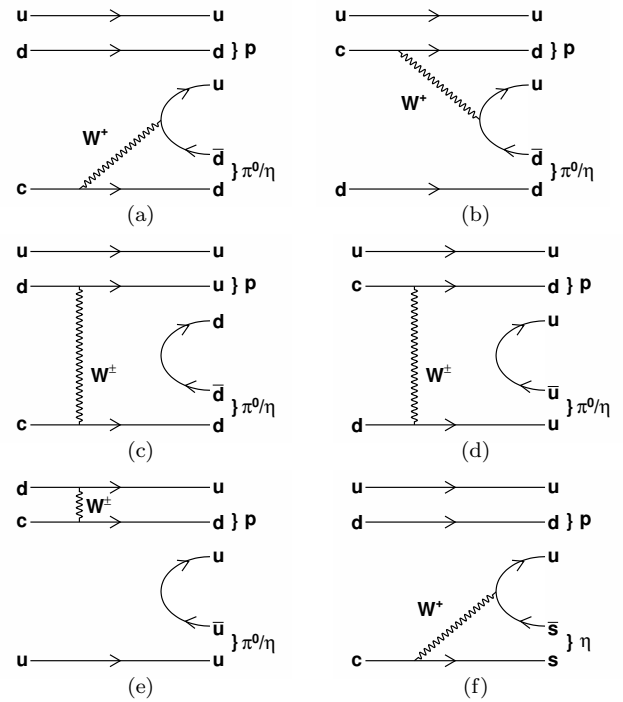 u u
d d } p
u
W⁺
d̅
} π⁰/η
c d
(a)
u u
c d } p
u
W⁺
d̅
} π⁰/η
d d
(b)
u u
d u } p
d
W±
d̅
} π⁰/η
c d
(c)
u u
c d } p
u
W±
u̅
} π⁰/η
d u
(d)
d u
W±
c d } p
u
u̅
} π⁰/η
u u
(e)
u u
d d } p
u
W⁺
s̅
} η
c s
(f)